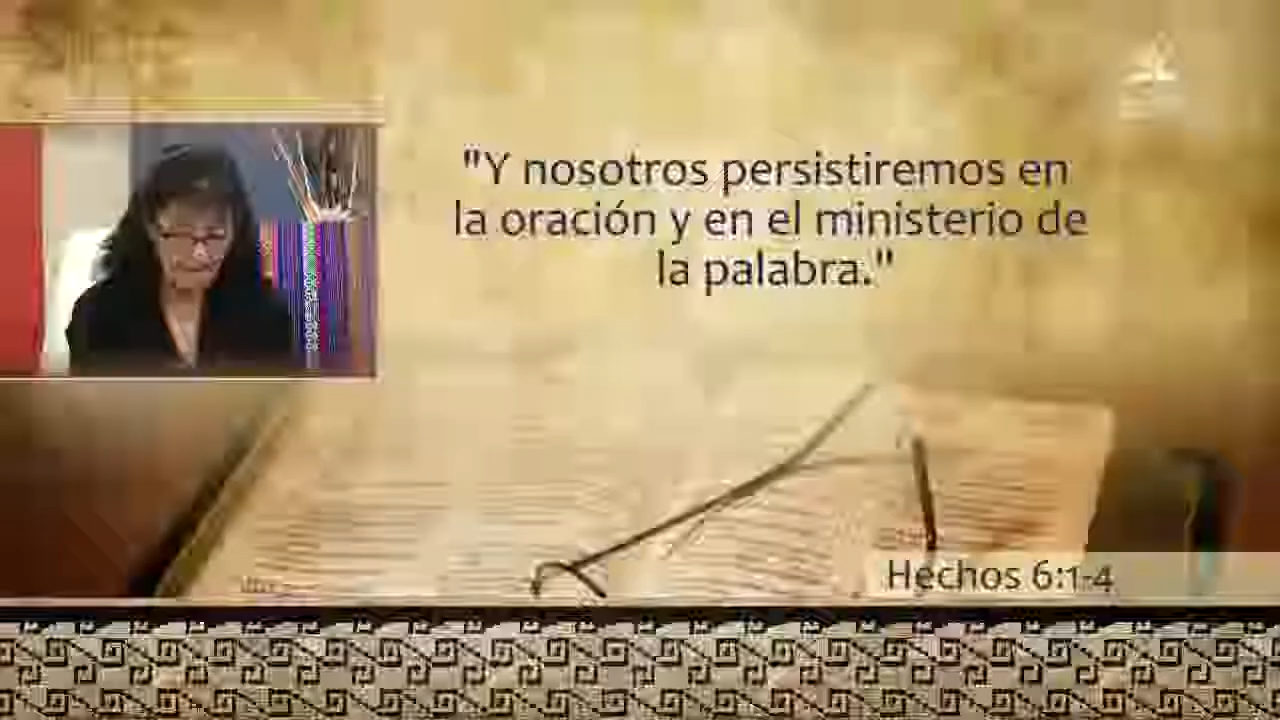 "Y nosotros persistiremos en
la oración y en el ministerio de
la palabra."
Hechos 6:1-4